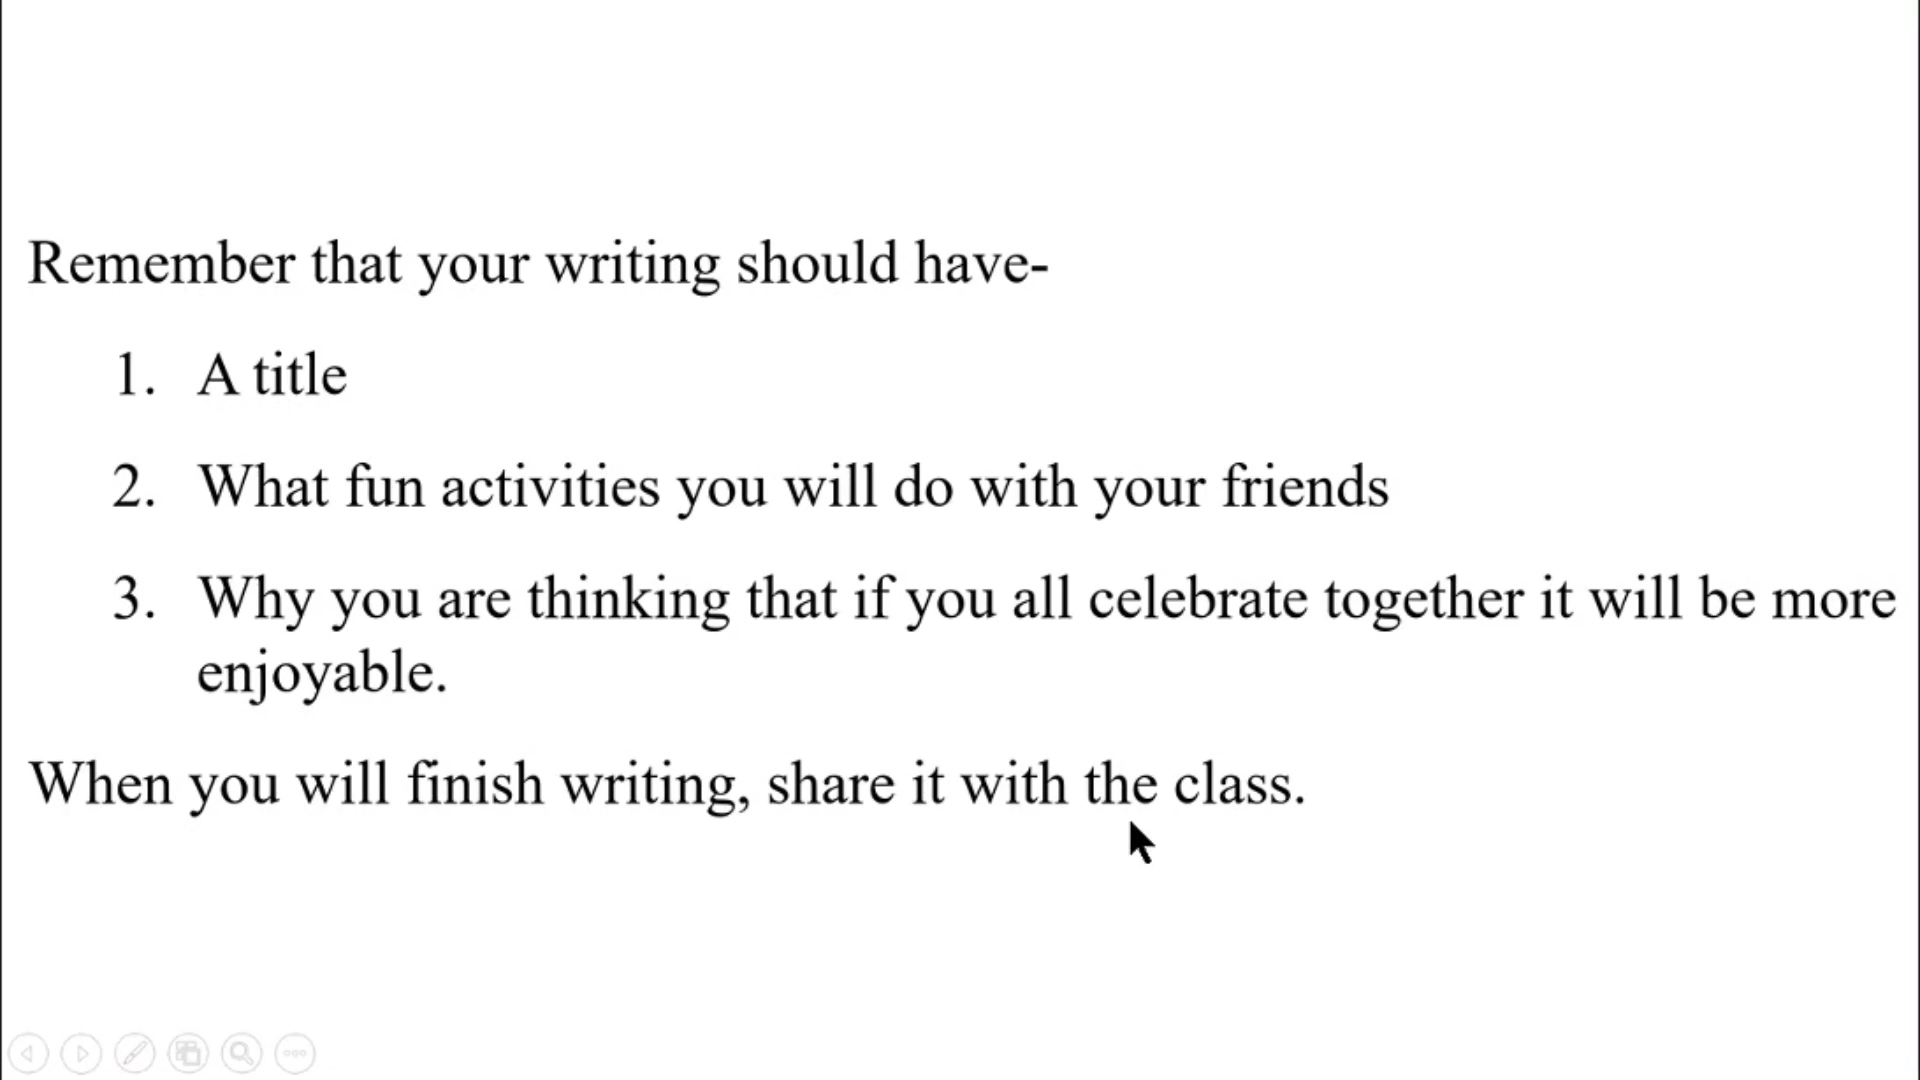 Remember that your writing should have-
1. A title
2. What fun activities you will do with your friends
3. Why you are thinking that if you all celebrate together it will be more
enjoyable.
When you will finish writing, share it with the class.